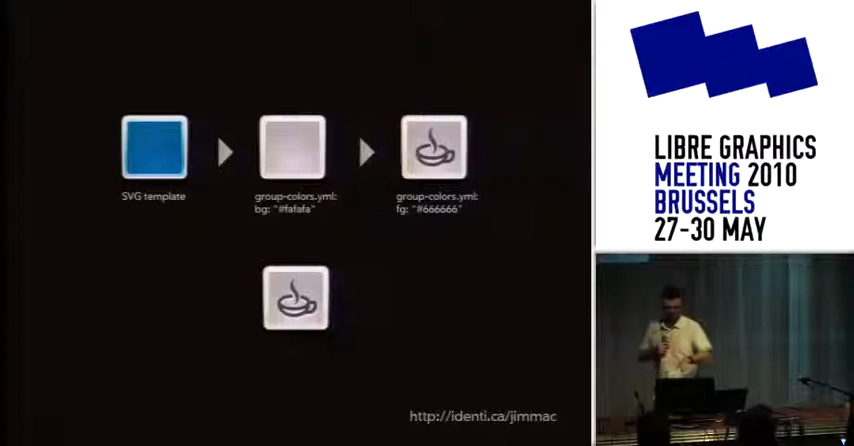 SVG template
group-colors.yml:
bg: "#fafafa"
group-colors.yml:
fg: "#666666"
http://identi.ca/jimmac
LIBRE GRAPHICS
MEETING 2010
BRUSSELS
27-30 MAY